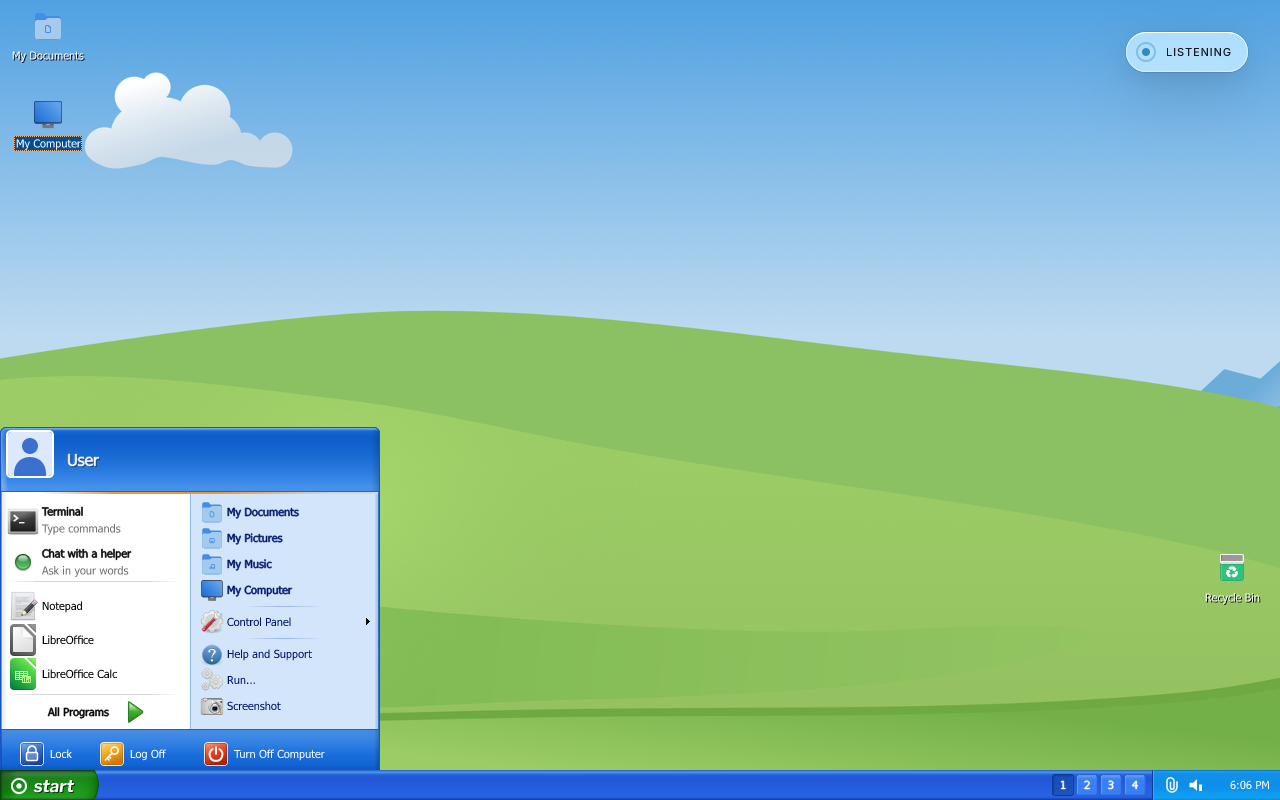 My Documents
LISTENING
My Computer
User
Terminal
Type commands
Chat with a helper
Ask in your words
Notepad
LibreOffice
LibreOffice Calc
All Programs
My Documents
My Pictures
My Music
My Computer
Control Panel
Help and Support
Run...
Screenshot
Recycle Bin
Lock
Log Off
Turn Off Computer
start
1 2 3 4
6:06 PM